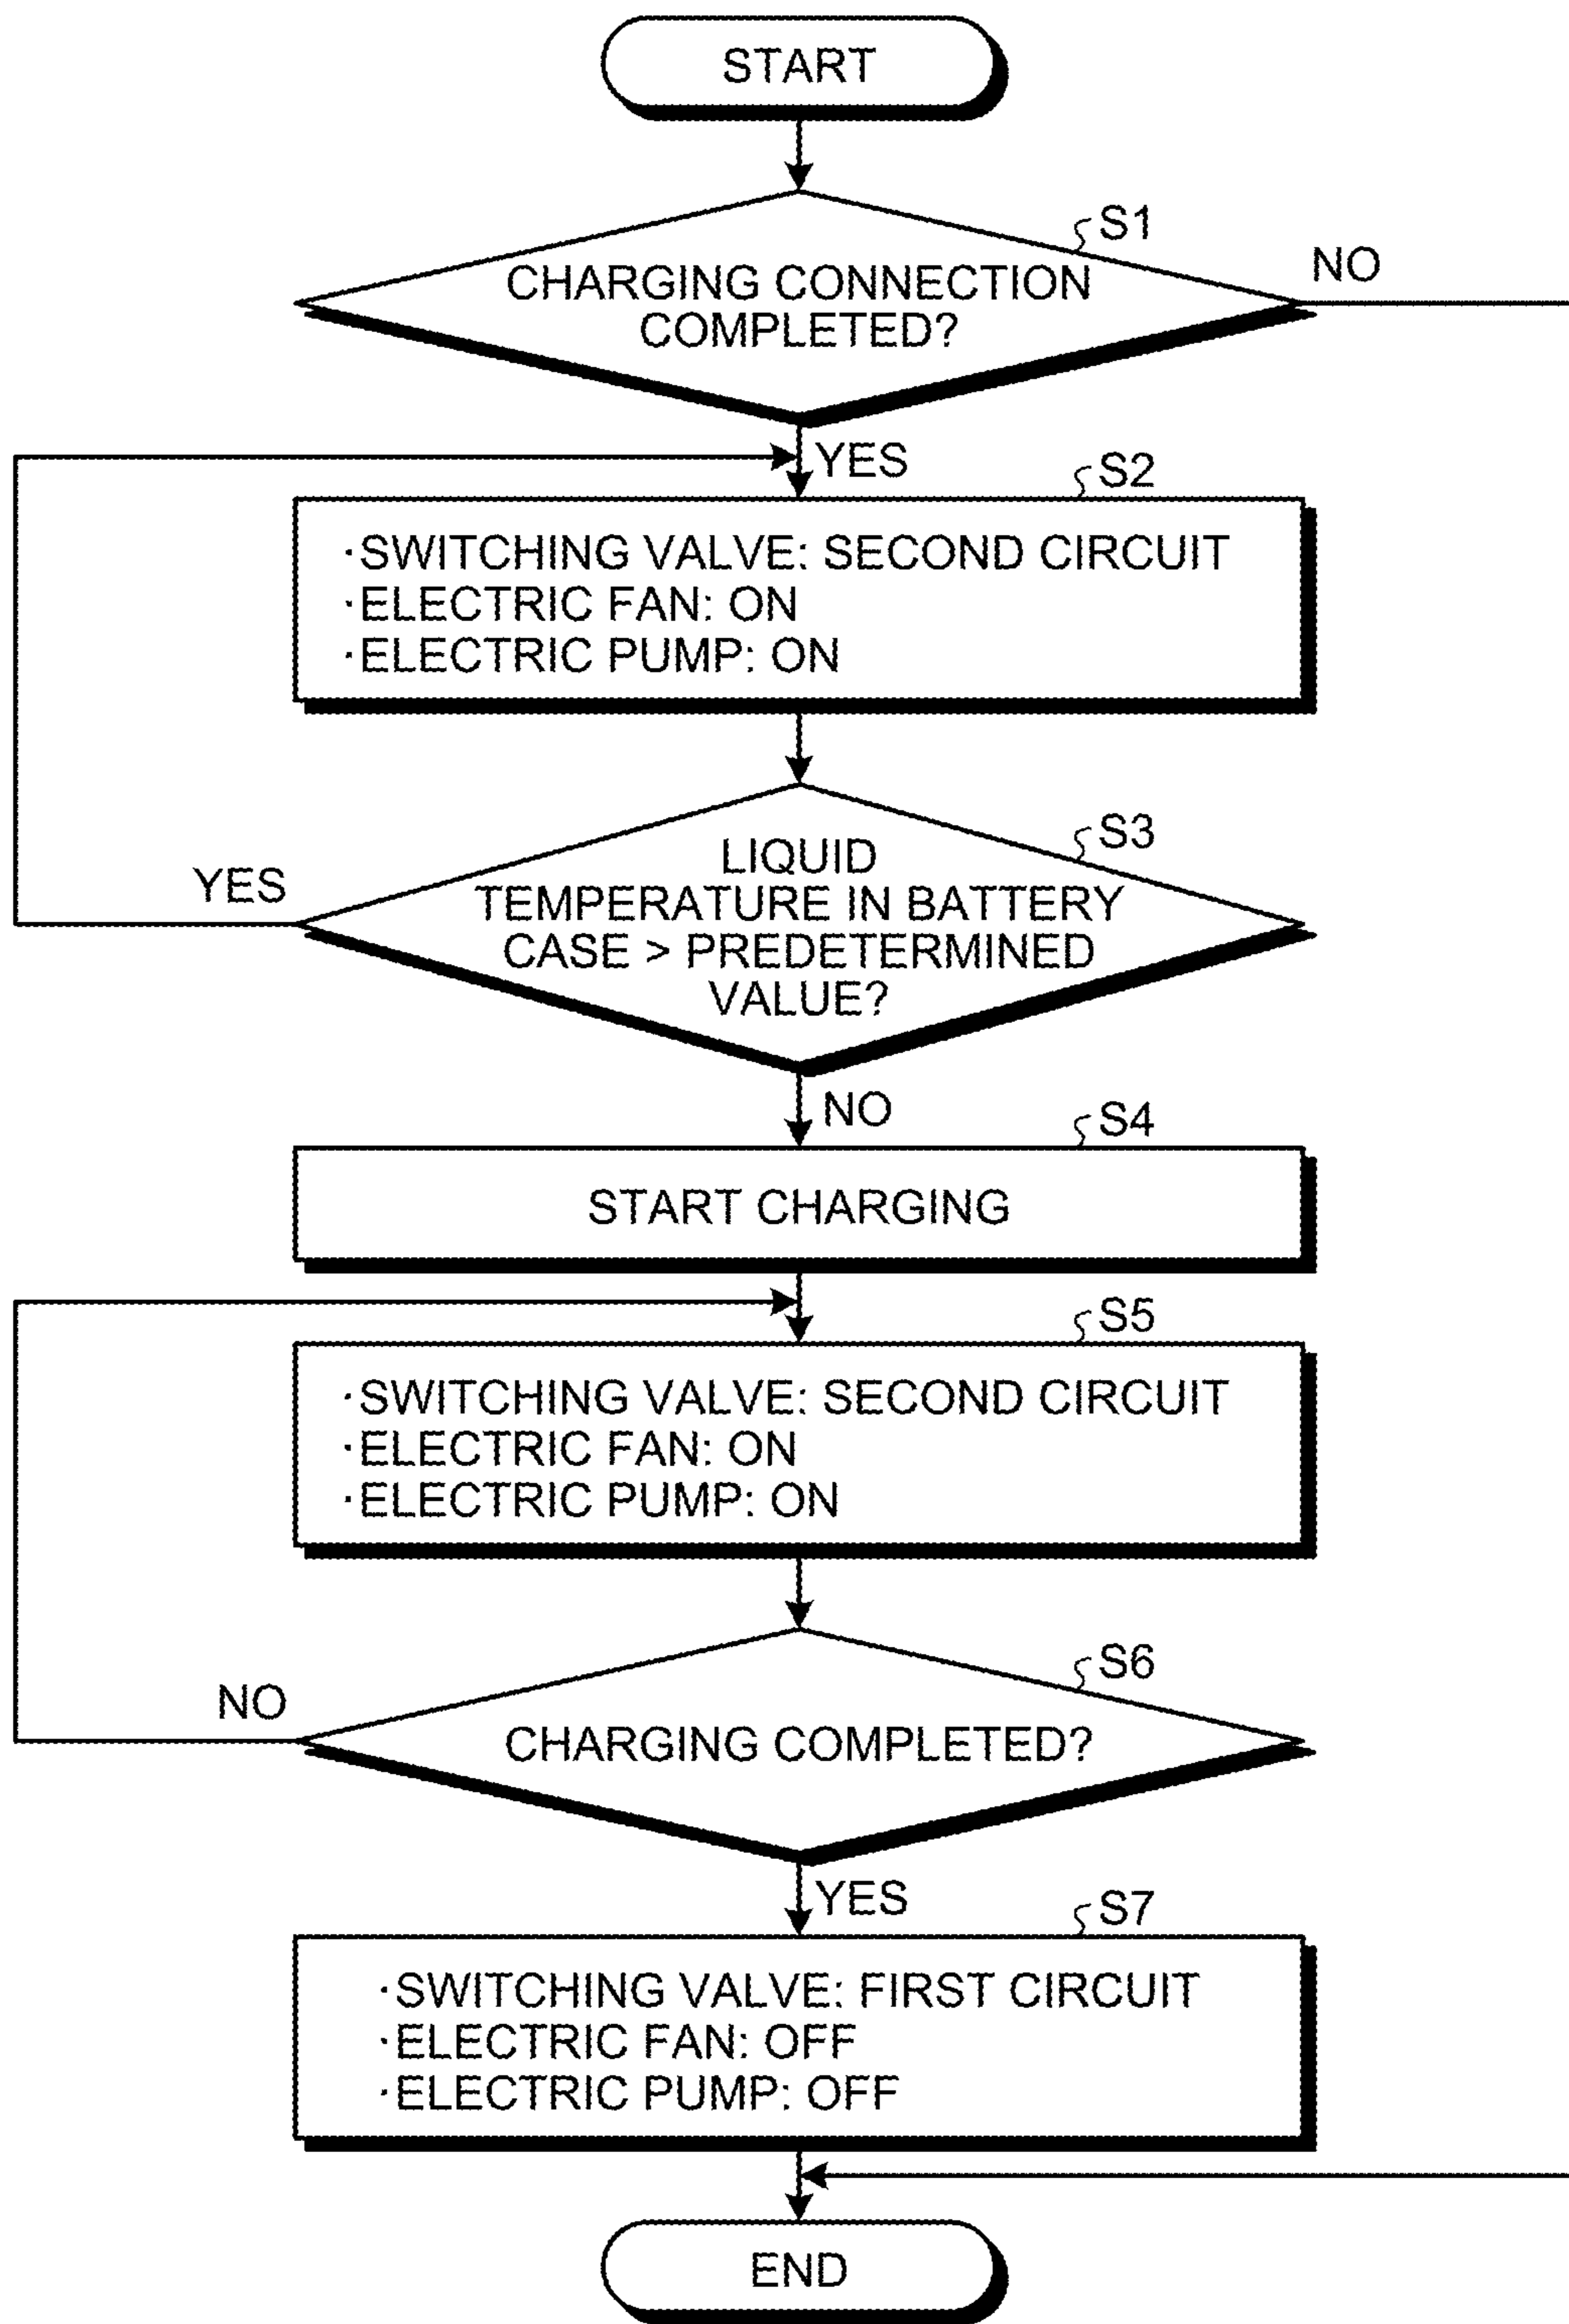 START
S1
NO
CHARGING CONNECTION
COMPLETED?
YES
S2
·SWITCHING VALVE: SECOND CIRCUIT
·ELECTRIC FAN: ON
·ELECTRIC PUMP: ON
S3
YES
LIQUID
TEMPERATURE IN BATTERY
CASE > PREDETERMINED
VALUE?
NO
S4
START CHARGING
S5
·SWITCHING VALVE: SECOND CIRCUIT
·ELECTRIC FAN: ON
·ELECTRIC PUMP: ON
S6
NO
CHARGING COMPLETED?
YES
S7
·SWITCHING VALVE: FIRST CIRCUIT
·ELECTRIC FAN: OFF
·ELECTRIC PUMP: OFF
END